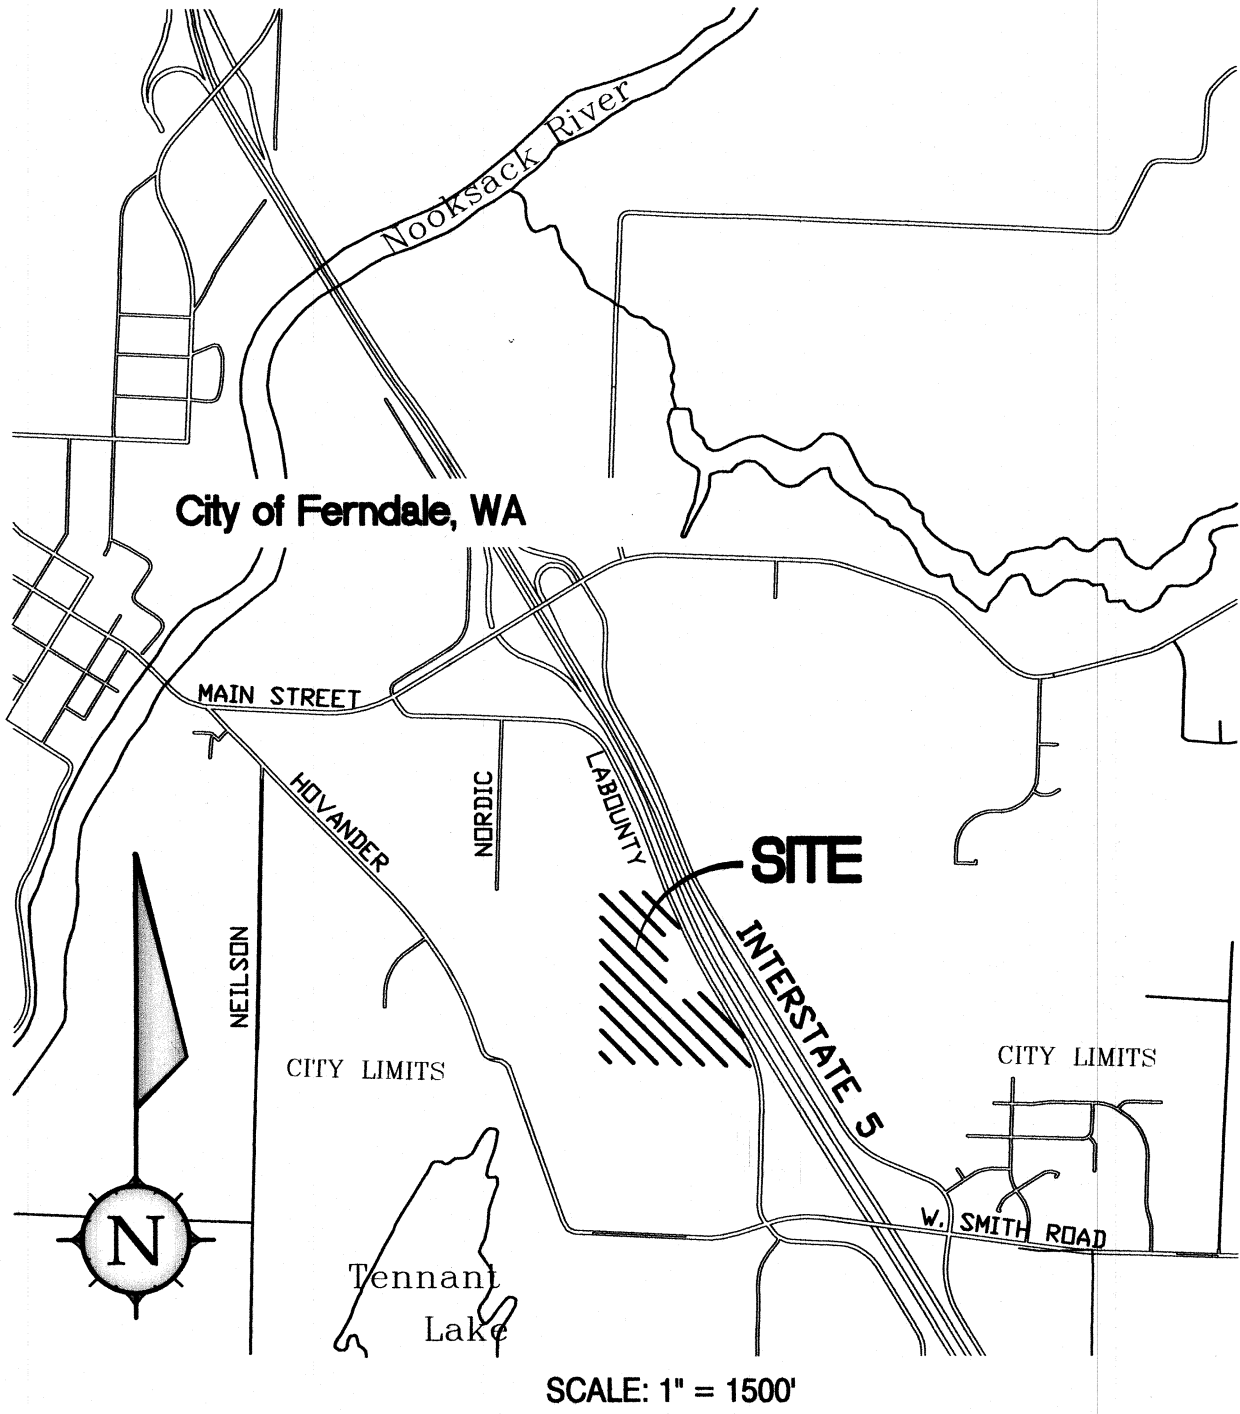 Nooksack River
City of Ferndale, WA
MAIN STREET
HOVANDER
NORDIC
LABOUNTY
SITE
NEILSON
INTERSTATE 5
CITY LIMITS
CITY LIMITS
N
W. SMITH ROAD
Tennant
Lake
SCALE: 1" = 1500'